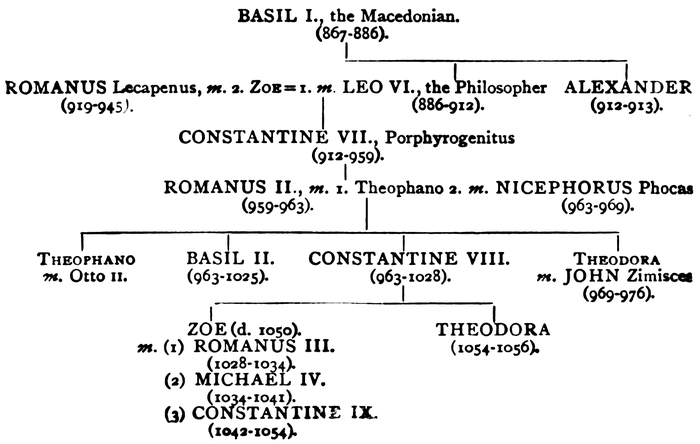 BASIL I., the Macedonian.
(867-886).
ROMANUS Lecapenus, m. 2. ZOE=1. m. LEO VI., the Philosopher ALEXANDER
(919-945). (886-912). (912-913).
CONSTANTINE VII., Porphyrogenitus
(912-959).
ROMANUS II., m. 1. Theophano 2. m. NICEPHORUS Phocas
(959-963). (963-969).
THEOPHANO BASIL II. CONSTANTINE VIII. THEODORA
m. Otto II. (963-1025). (963-1028). m. JOHN Zimisces
(969-976).
ZOE (d. 1050). THEODORA
m. (1) ROMANUS III. (1054-1056).
(1028-1034).
(2) MICHAEL IV.
(1034-1041).
(3) CONSTANTINE IX.
(1042-1054).